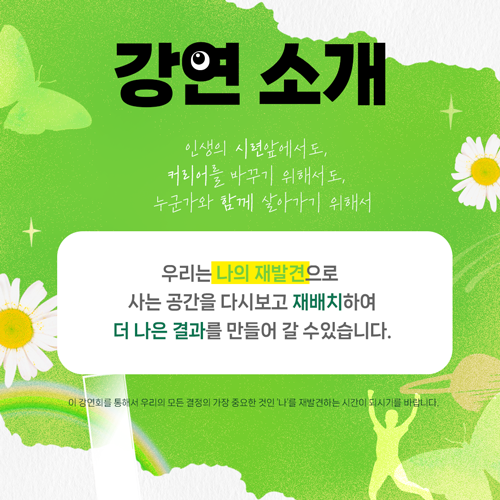 강연 소개
인생의 시련앞에서도,
커리어를 바꾸기 위해서도,
누군가와 함께 살아가기 위해서
우리는 나의 재발견으로
사는 공간을 다시보고 재배치하여
더 나은 결과를 만들어 갈 수있습니다.
이 강연회를 통해서 우리의 모든 결정의 가장 중요한 것인 '나'를 재발견하는 시간이 되시기를 바랍니다.